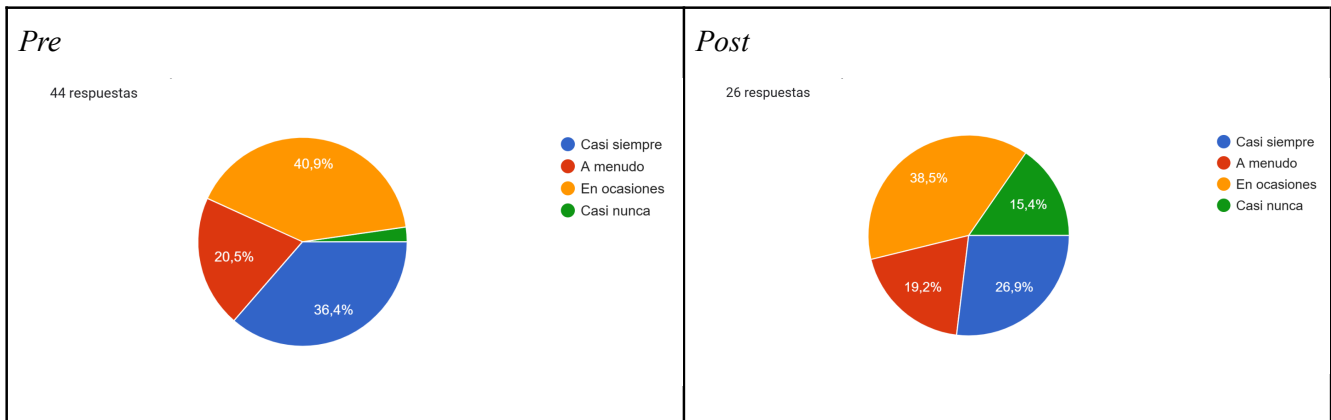 Pre
44 respuestas
40,9%
20,5%
36,4%
Casi siempre
A menudo
En ocasiones
Casi nunca
Post
26 respuestas
38,5%
15,4%
19,2%
26,9%
Casi siempre
A menudo
En ocasiones
Casi nunca